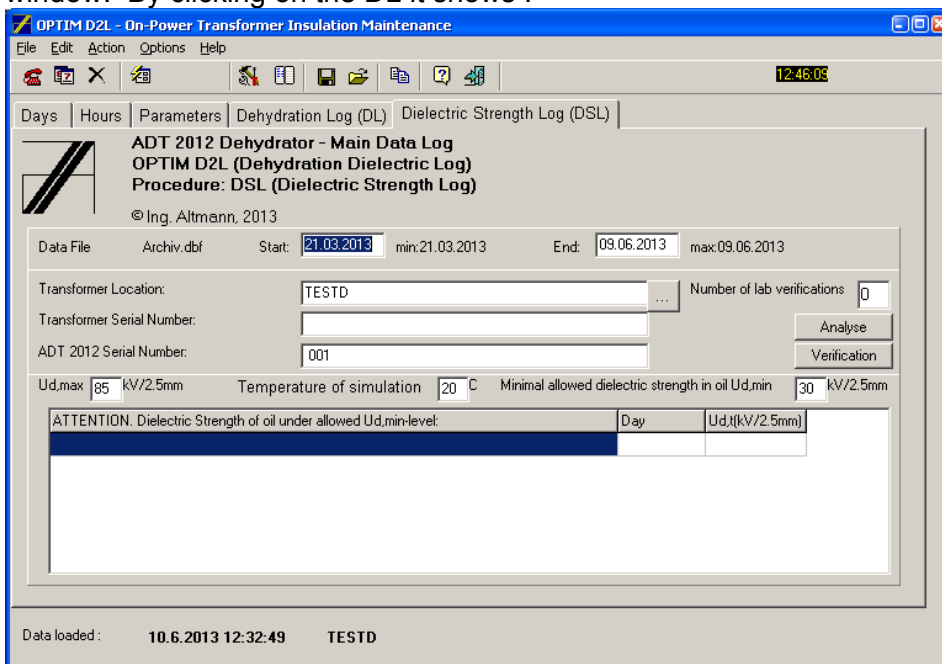 window. By clicking on the DL it shows :
OPTIM D2L - On-Power Transformer Insulation Maintenance
File Edit Action Options Help
12:46:09
Days Hours Parameters Dehydration Log (DL) Dielectric Strength Log (DSL)
ADT 2012 Dehydrator - Main Data Log
OPTIM D2L (Dehydration Dielectric Log)
Procedure: DSL (Dielectric Strength Log)
© Ing. Altmann, 2013
Data File Archiv.dbf Start: 21.03.2013 min:21.03.2013 End: 09.06.2013 max:09.06.2013
Transformer Location: TESTD ... Number of lab verifications 0
Transformer Serial Number: Analyse
ADT 2012 Serial Number: 001 Verification
Ud,max 85 kV/2.5mm Temperature of simulation 20 C Minimal allowed dielectric strength in oil Ud,min 30 kV/2.5mm
ATTENTION. Dielectric Strength of oil under allowed Ud,min-level: Day Ud,t(kV/2.5mm)
Data loaded : 10.6.2013 12:32:49 TESTD